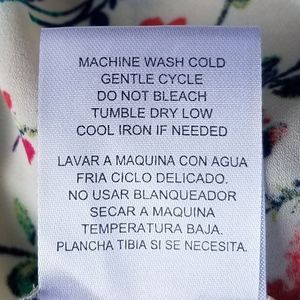 MACHINE WASH COLD
GENTLE CYCLE
DO NOT BLEACH
TUMBLE DRY LOW
COOL IRON IF NEEDED
LAVAR A MAQUINA CON AGUA
FRIA CICLO DELICADO.
NO USAR BLANQUEADOR
SECAR A MAQUINA
TEMPERATURA BAJA.
PLANCHA TIBIA SI SE NECESITA.